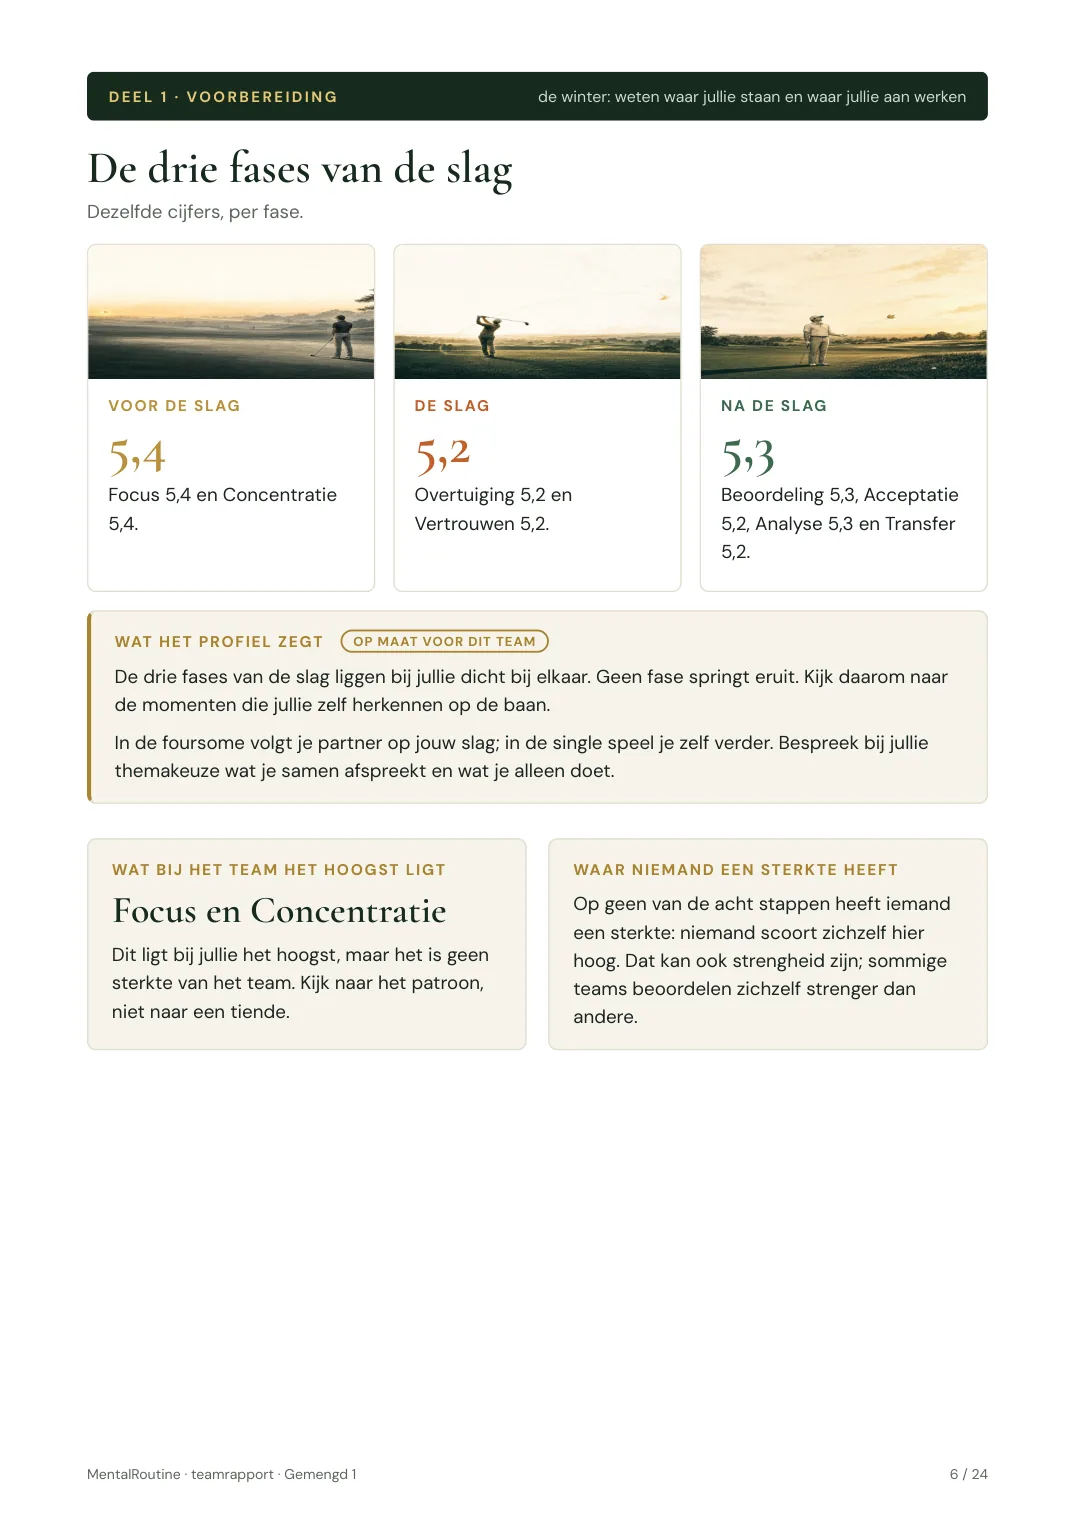 DEEL 1 · VOORBEREIDING
de winter: weten waar jullie staan en waar jullie aan werken
De drie fases van de slag
Dezelfde cijfers, per fase.
VOOR DE SLAG
5,4
Focus 5,4 en Concentratie
5,4.
DE SLAG
5,2
Overtuiging 5,2 en
Vertrouwen 5,2.
NA DE SLAG
5,3
Beoordeling 5,3, Acceptatie
5,2, Analyse 5,3 en Transfer
5,2.
WAT HET PROFIEL ZEGT
OP MAAT VOOR DIT TEAM
De drie fases van de slag liggen bij jullie dicht bij elkaar. Geen fase springt eruit. Kijk daarom naar
de momenten die jullie zelf herkennen op de baan.
In de foursome volgt je partner op jouw slag; in de single speel je zelf verder. Bespreek bij jullie
themakeuze wat je samen afspreekt en wat je alleen doet.
WAT BIJ HET TEAM HET HOOGST LIGT
Focus en Concentratie
Dit ligt bij jullie het hoogst, maar het is geen
sterkte van het team. Kijk naar het patroon,
niet naar een tiende.
WAAR NIEMAND EEN STERKTE HEEFT
Op geen van de acht stappen heeft iemand
een sterkte: niemand scoort zichzelf hier
hoog. Dat kan ook strengheid zijn; sommige
teams beoordelen zichzelf strenger dan
andere.
MentalRoutine · teamrapport · Gemengd 1
6 / 24